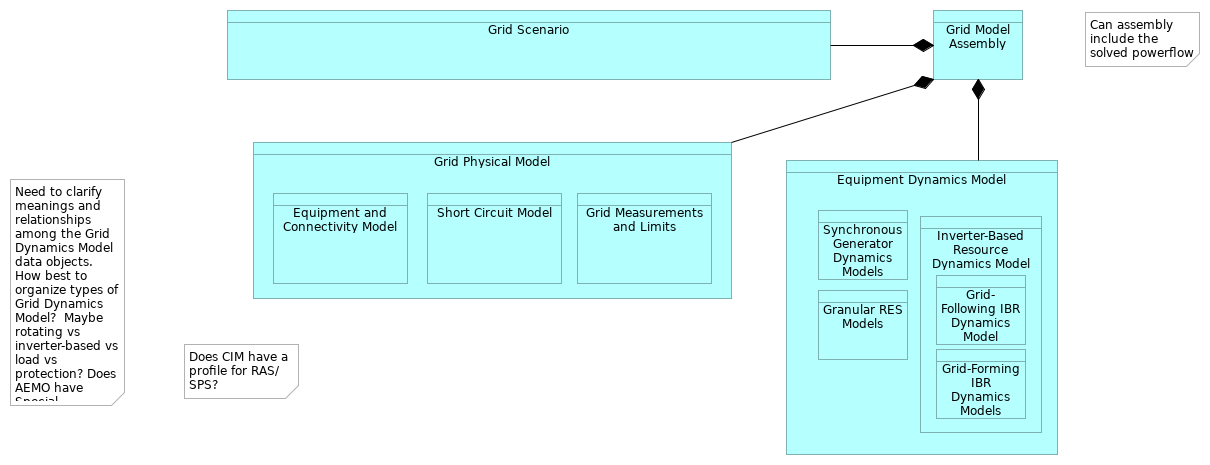 Grid Scenario
Grid Model
Assembly
Can assembly
include the
solved powerflow
Grid Physical Model
Equipment and
Connectivity Model
Short Circuit Model
Grid Measurements
and Limits
Equipment Dynamics Model
Synchronous
Generator
Dynamics
Models
Granular RES
Models
Inverter-Based
Resource
Dynamics Model
Grid-
Following IBR
Dynamics
Model
Grid-Forming
IBR
Dynamics
Models
Need to clarify
meanings and
relationships
among the Grid
Dynamics Model
data objects.
How best to
organize types of
Grid Dynamics
Model?  Maybe
rotating vs
inverter-based vs
load vs
protection? Does
AEMO have
Special
Does CIM have a
profile for RAS/
SPS?